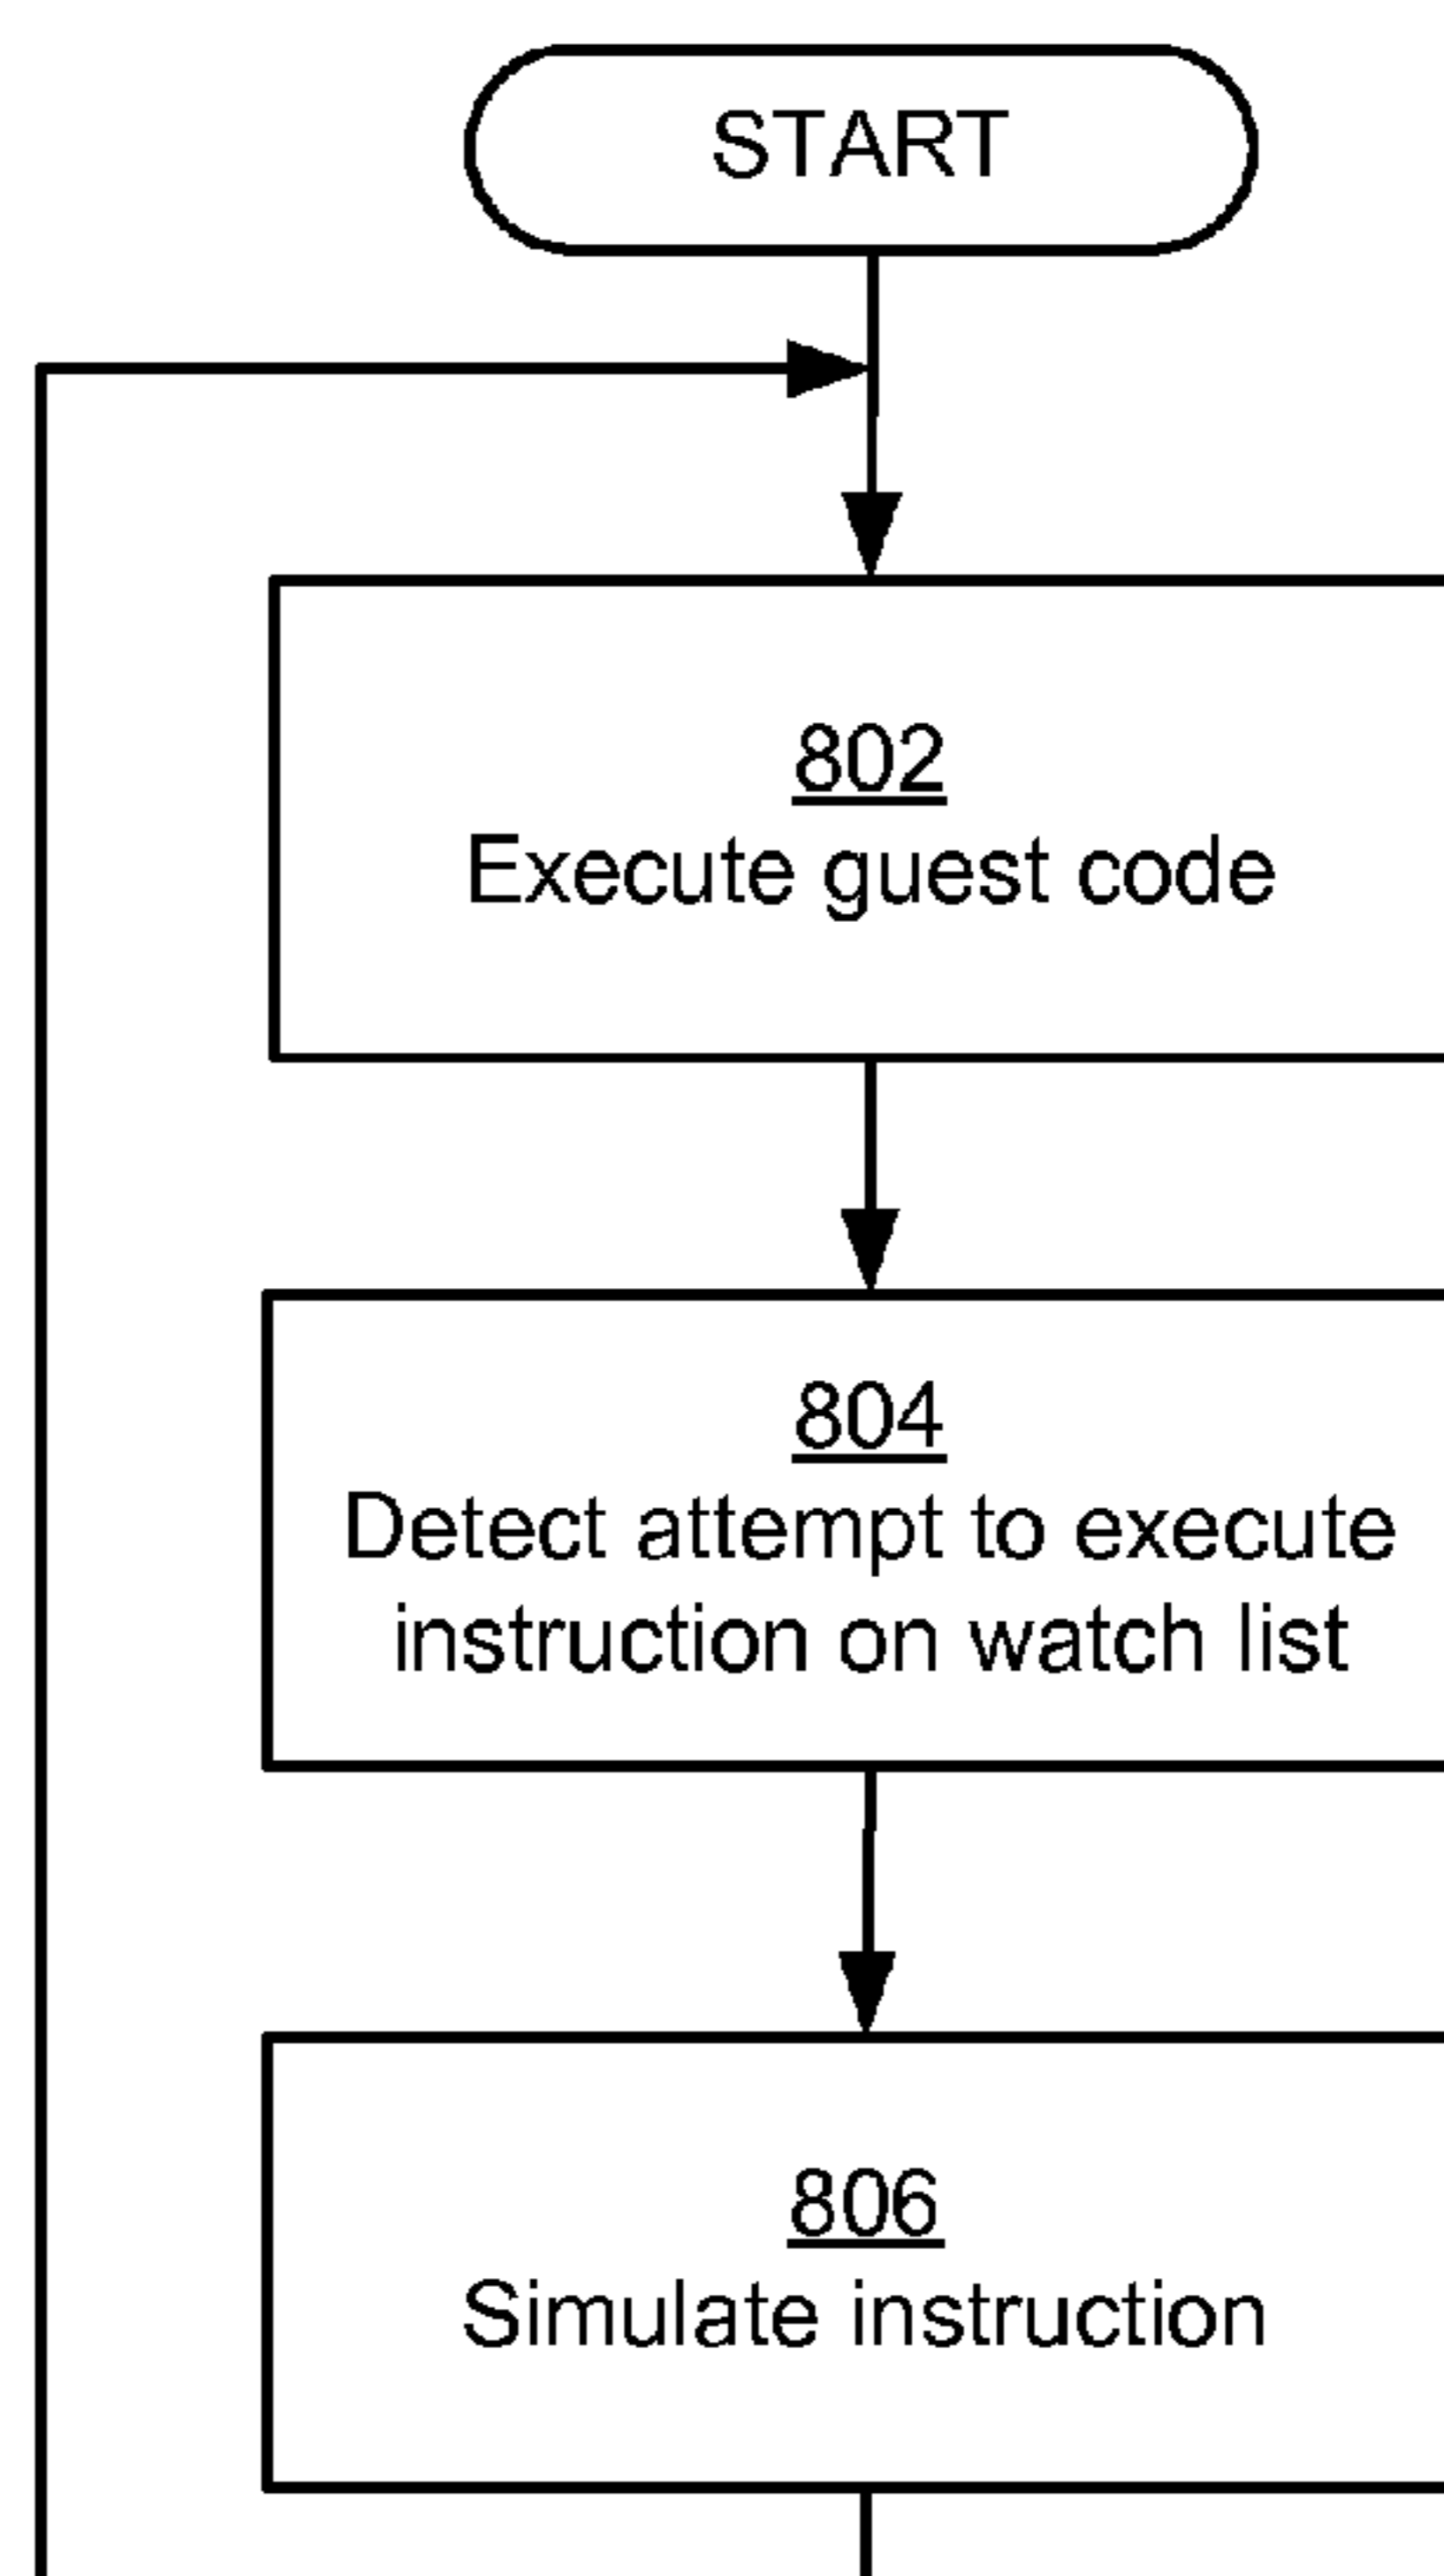 START
802
Execute guest code
804
Detect attempt to execute
instruction on watch list
806
Simulate instruction